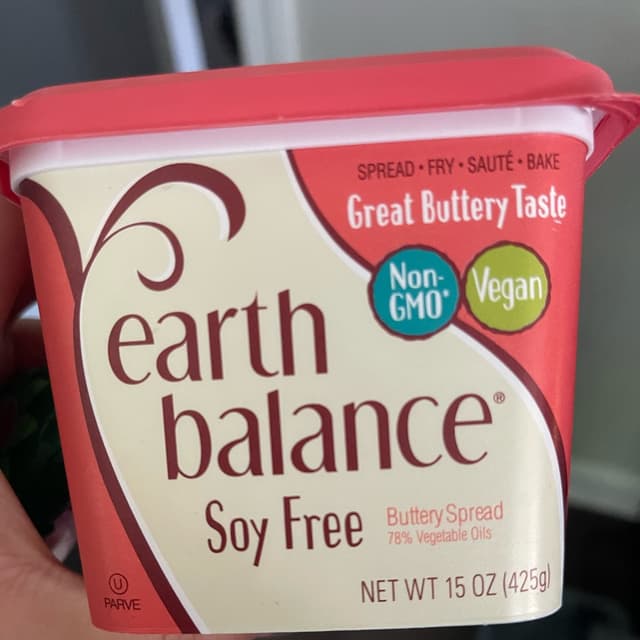 SPREAD • FRY • SAUTÉ • BAKE
Great Buttery Taste
Non-
GMO*
Vegan
earth
balance®
Soy Free
Buttery Spread
78% Vegetable Oils
NET WT 15 OZ (425g)
U
PARVE